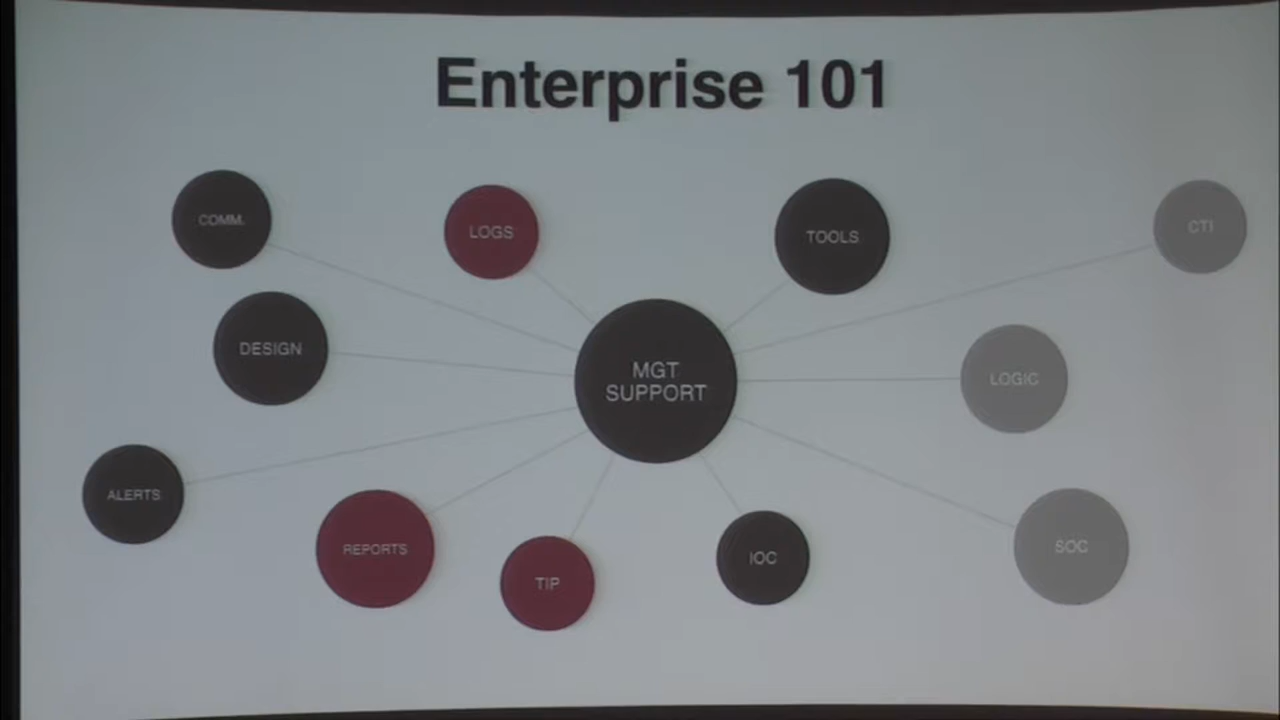 Enterprise 101
COMM.
LOGS
TOOLS
CTI
DESIGN
MGT
SUPPORT
LOGIC
ALERTS
REPORTS
TIP
IOC
SOC